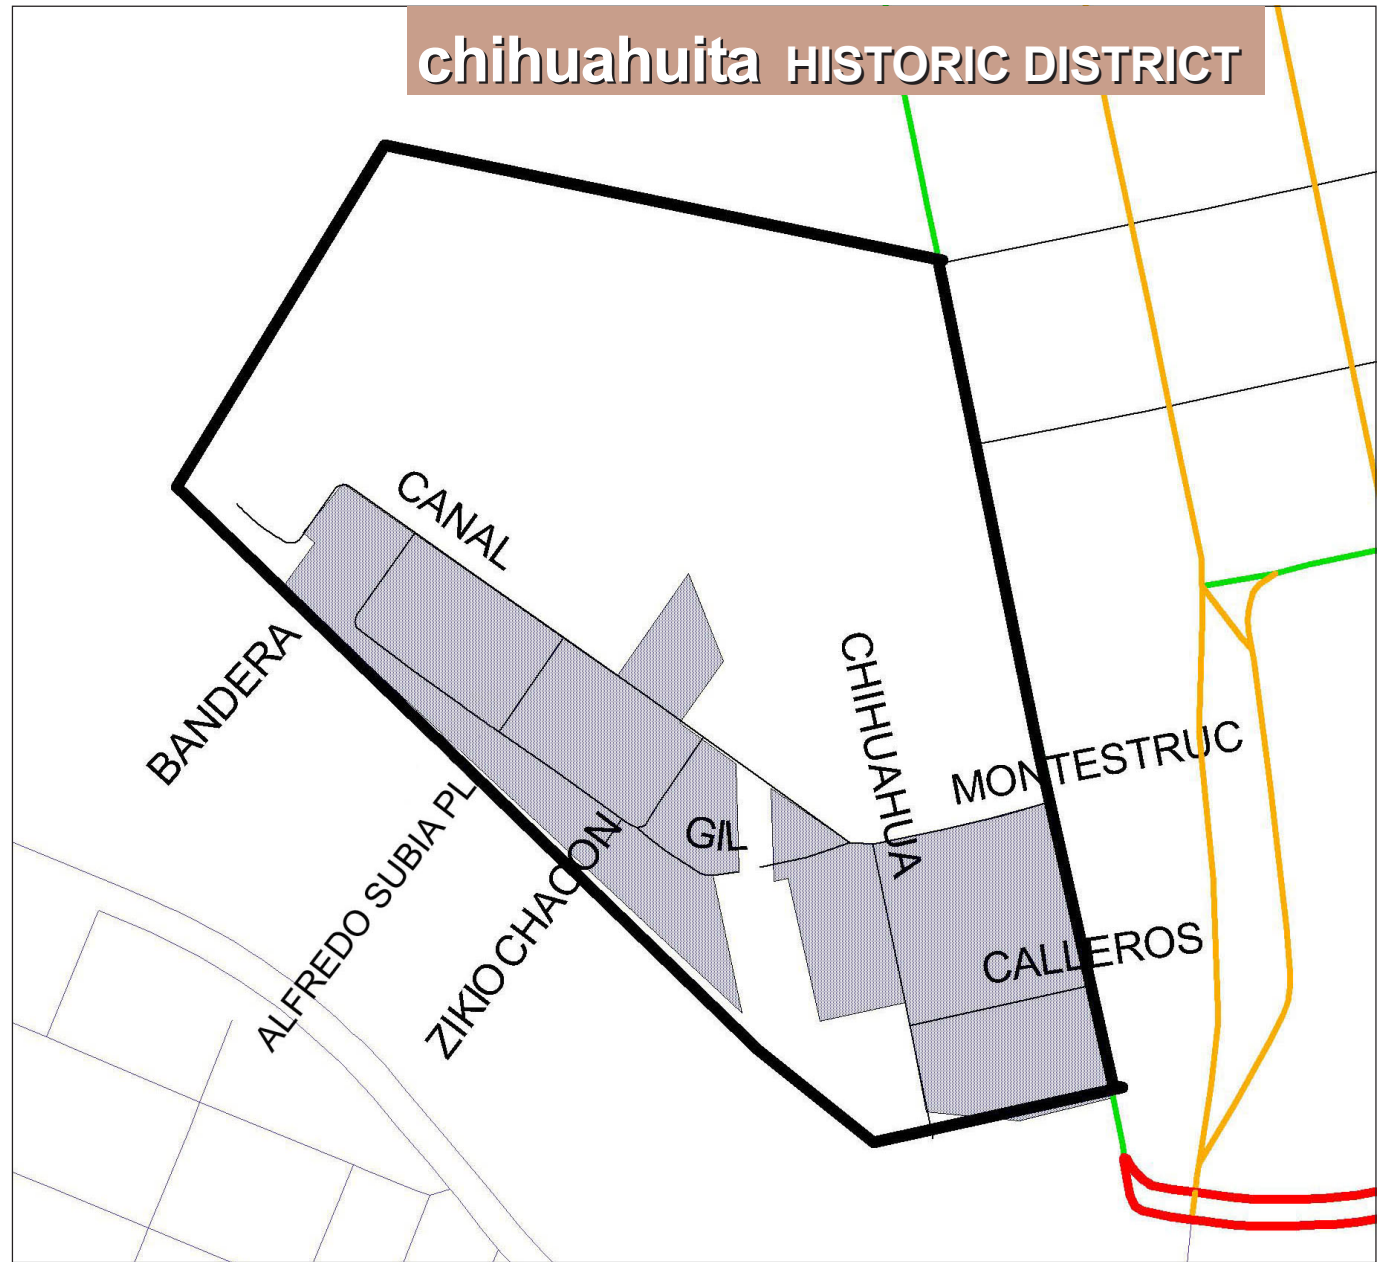 chihuahuita HISTORIC DISTRICT
CANAL
BANDERA
CHIHUAHUA
MONTESTRUC
ALFREDO SUBIA PL
GIL
ZIKIO CHACON
CALLEROS